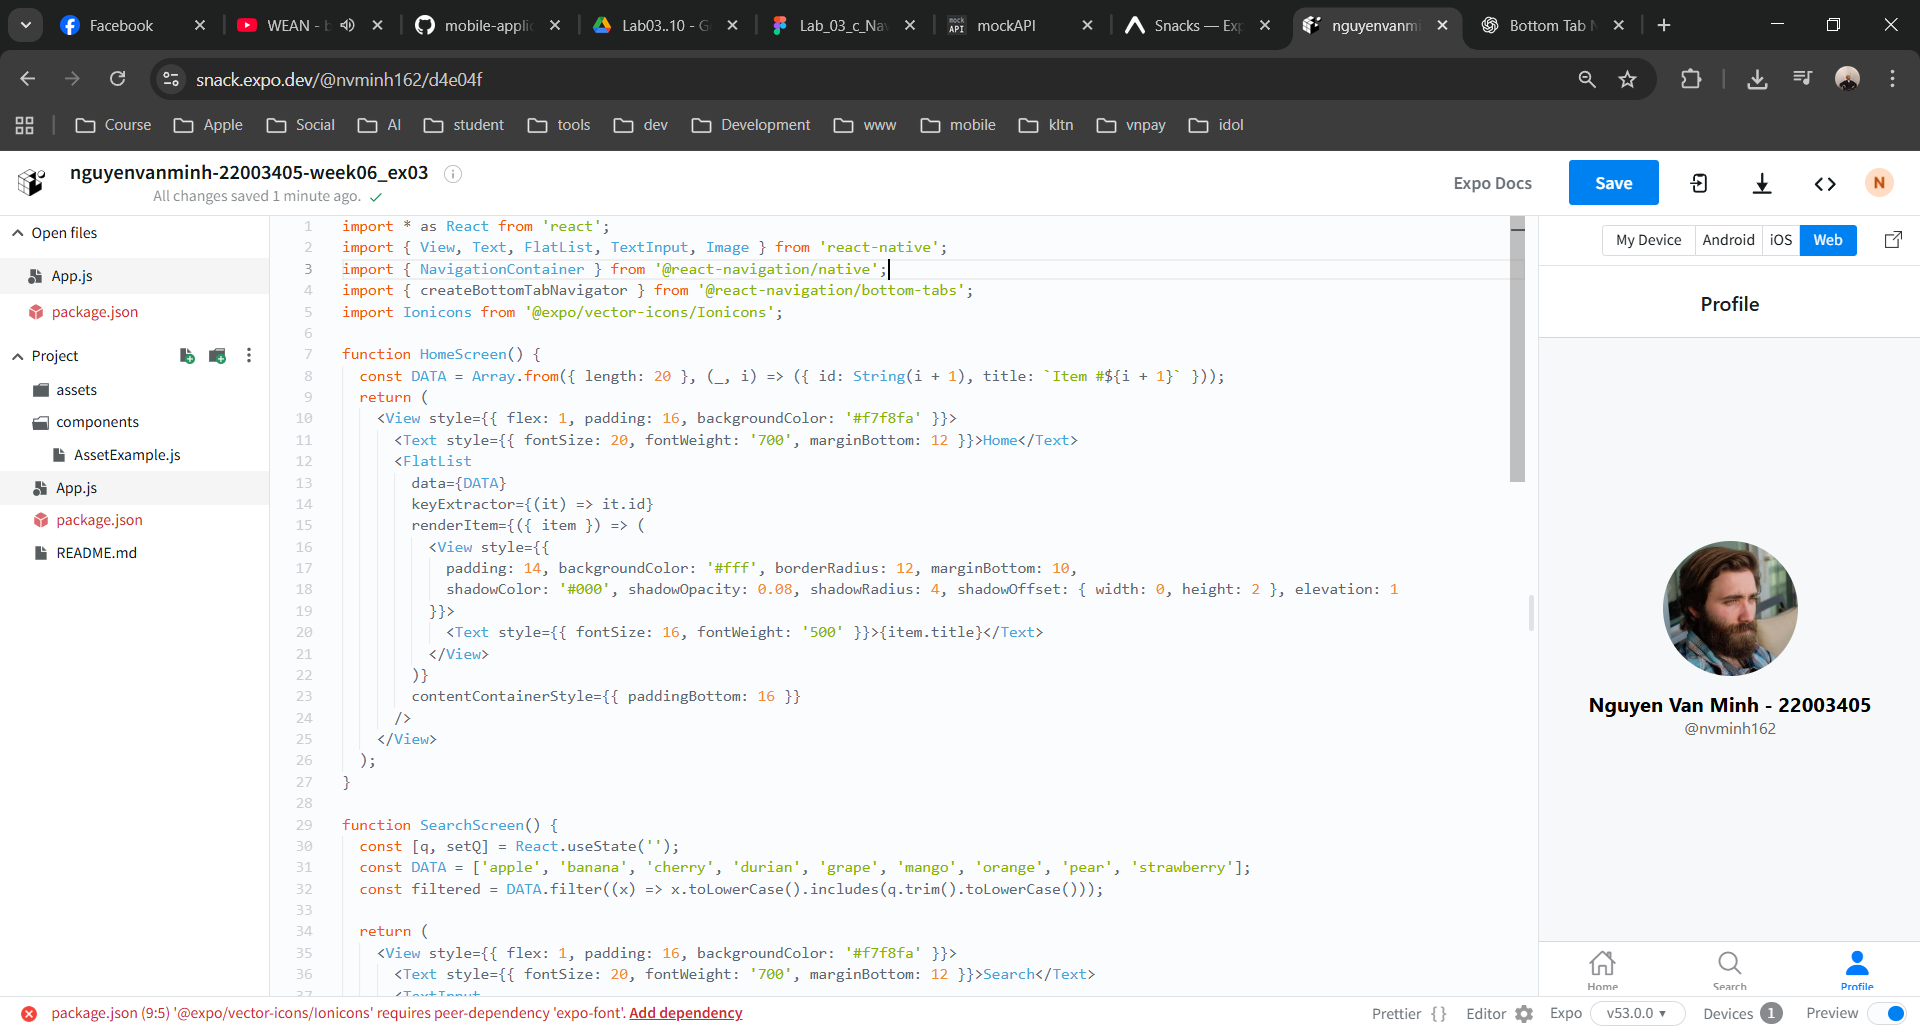 Facebook
WEAN - b
mobile-applic
Lab03..10 - G
Lab_03_c_Nav
mock
API
mockAPI
Snacks — Exp
nguyenvanmi
Bottom Tab N
snack.expo.dev/@nvminh162/d4e04f
Course
Apple
Social
AI
student
tools
dev
Development
www
mobile
kltn
vnpay
idol
nguyenvanminh-22003405-week06_ex03
All changes saved 1 minute ago.
Expo Docs
Save
N
Open files
App.js
package.json
Project
assets
components
AssetExample.js
App.js
package.json
README.md
1 import * as React from 'react';
2 import { View, Text, FlatList, TextInput, Image } from 'react-native';
3 import { NavigationContainer } from '@react-navigation/native';
4 import { createBottomTabNavigator } from '@react-navigation/bottom-tabs';
5 import Ionicons from '@expo/vector-icons/Ionicons';
6
7 function HomeScreen() {
8 const DATA = Array.from({ length: 20 }, (_, i) => ({ id: String(i + 1), title: `Item #${i + 1}` }));
9 return (
10 <View style={{ flex: 1, padding: 16, backgroundColor: '#f7f8fa' }}>
11 <Text style={{ fontSize: 20, fontWeight: '700', marginBottom: 12 }}>Home</Text>
12 <FlatList
13 data={DATA}
14 keyExtractor={(it) => it.id}
15 renderItem={({ item }) => (
16 <View style={{
17 padding: 14, backgroundColor: '#fff', borderRadius: 12, marginBottom: 10,
18 shadowColor: '#000', shadowOpacity: 0.08, shadowRadius: 4, shadowOffset: { width: 0, height: 2 }, elevation: 1
19 }}>
20 <Text style={{ fontSize: 16, fontWeight: '500' }}>{item.title}</Text>
21 </View>
22 )}
23 contentContainerStyle={{ paddingBottom: 16 }}
24 />
25 </View>
26 );
27 }
28
29 function SearchScreen() {
30 const [q, setQ] = React.useState('');
31 const DATA = ['apple', 'banana', 'cherry', 'durian', 'grape', 'mango', 'orange', 'pear', 'strawberry'];
32 const filtered = DATA.filter((x) => x.toLowerCase().includes(q.trim().toLowerCase()));
33
34 return (
35 <View style={{ flex: 1, padding: 16, backgroundColor: '#f7f8fa' }}>
36 <Text style={{ fontSize: 20, fontWeight: '700', marginBottom: 12 }}>Search</Text>
37 <TextInput
My Device
Android
iOS
Web
Profile
Nguyen Van Minh - 22003405
@nvminh162
Home
Search
Profile
package.json (9:5) '@expo/vector-icons/Ionicons' requires peer-dependency 'expo-font'. Add dependency
Prettier { }
Editor
Expo
v53.0.0
Devices 1
Preview